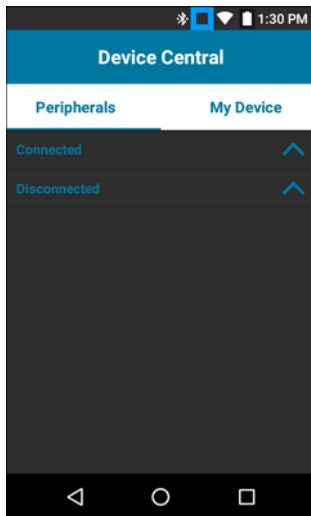 1:30 PM
Device Central
Peripherals My Device
Connected
Disconnected